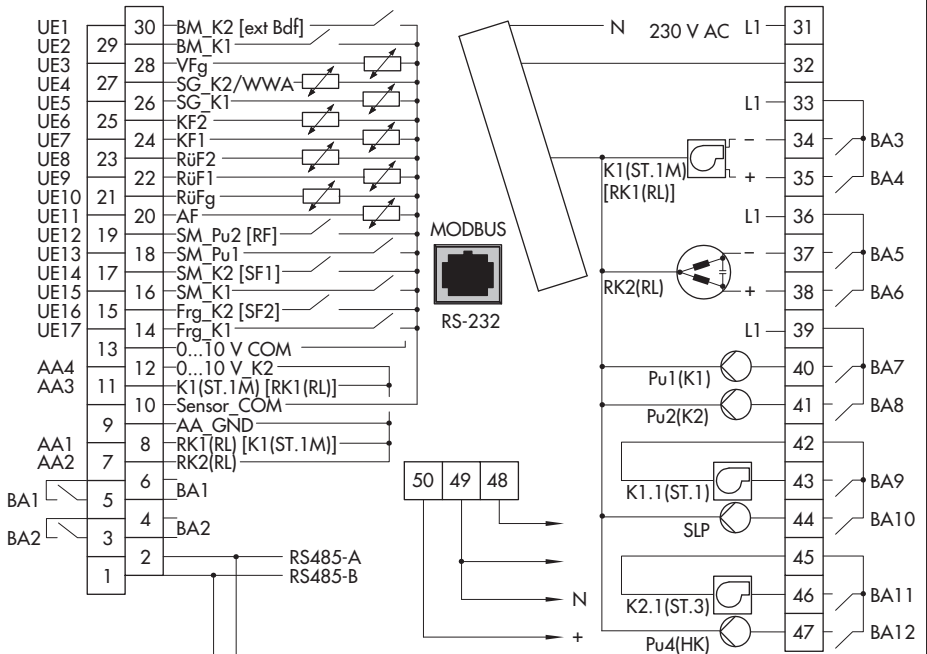 UE1 30 BM_K2 [ext Bdf]
UE2 29 BM_K1
UE3 28 VFg
UE4 27 SG_K2/WWA
UE5 26 SG_K1
UE6 25 KF2
UE7 24 KF1
UE8 23 RüF2
UE9 22 RüF1
UE10 21 RüFg
UE11 20 AF
UE12 19 SM_Pu2 [RF]
UE13 18 SM_Pu1
UE14 17 SM_K2 [SF1]
UE15 16 SM_K1
UE16 15 Frg_K2 [SF2]
UE17 14 Frg_K1
13 0...10 V COM
AA4 12 0...10 V_K2
AA3 11 K1(ST.1M) [RK1(RL)]
10 Sensor_COM
9 AA_GND
AA1 8 RK1(RL) [K1(ST.1M)]
AA2 7 RK2(RL)
6 BA1
BA1 5
4 BA2
BA2 3
2 RS485-A
1 RS485-B
MODBUS
RS-232
50 49 48
N
+
N 230 V AC L1 31
32
L1 33
− 34 BA3
K1(ST.1M)
[RK1(RL)]
+ 35 BA4
L1 36
− 37 BA5
RK2(RL)
+ 38 BA6
L1 39
40 BA7
Pu1(K1)
41 BA8
Pu2(K2)
42
43 BA9
K1.1(ST.1)
44 BA10
SLP
45
46 BA11
K2.1(ST.3)
47 BA12
Pu4(HK)